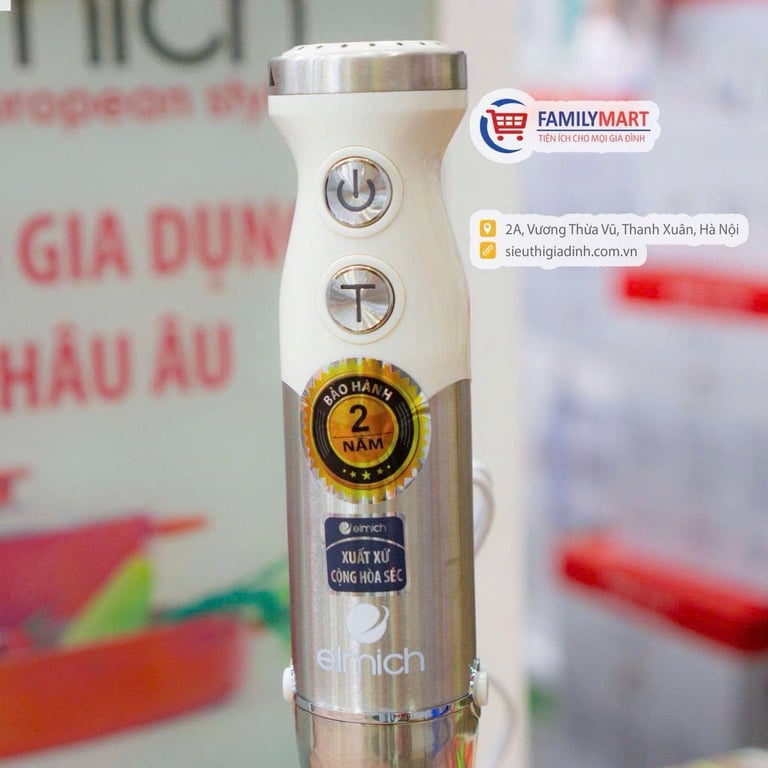 mich
uropean sty
GIA DỤN
HÂU ÂU
FAMILYMART
TIỆN ÍCH CHO MỌI GIA ĐÌNH
2A, Vương Thừa Vũ, Thanh Xuân, Hà Nội
sieuthigiadinh.com.vn
T
BẢO HÀNH
2
NĂM
elmich
XUẤT XỨ
CỘNG HÒA SÉC
elmich